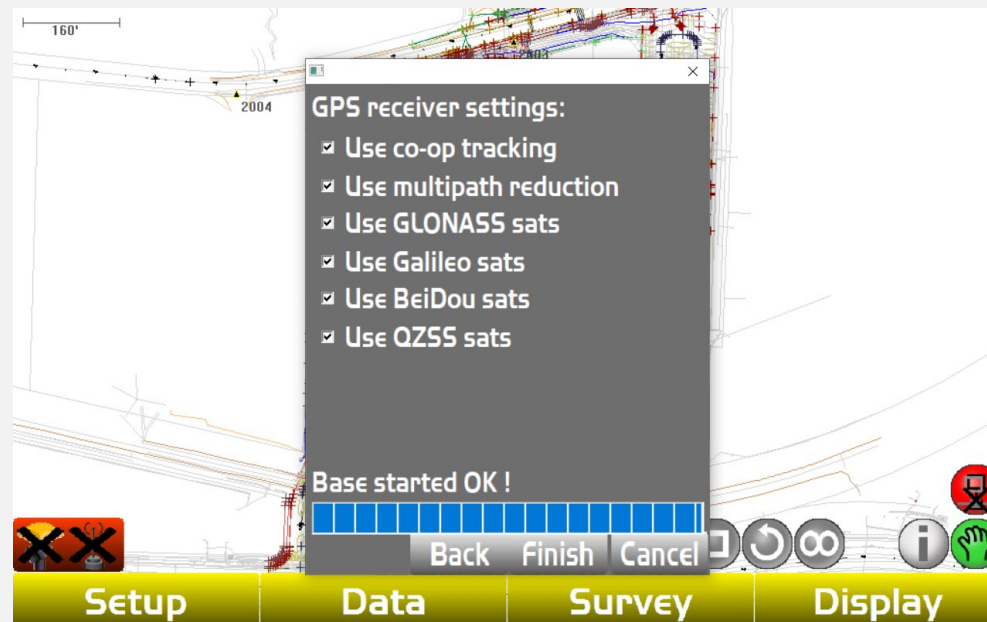 160'
2003
2004
GPS receiver settings:
Use co-op tracking
Use multipath reduction
Use GLONASS sats
Use Galileo sats
Use BeiDou sats
Use QZSS sats
Base started OK !
Back Finish Cancel
Setup Data Survey Display